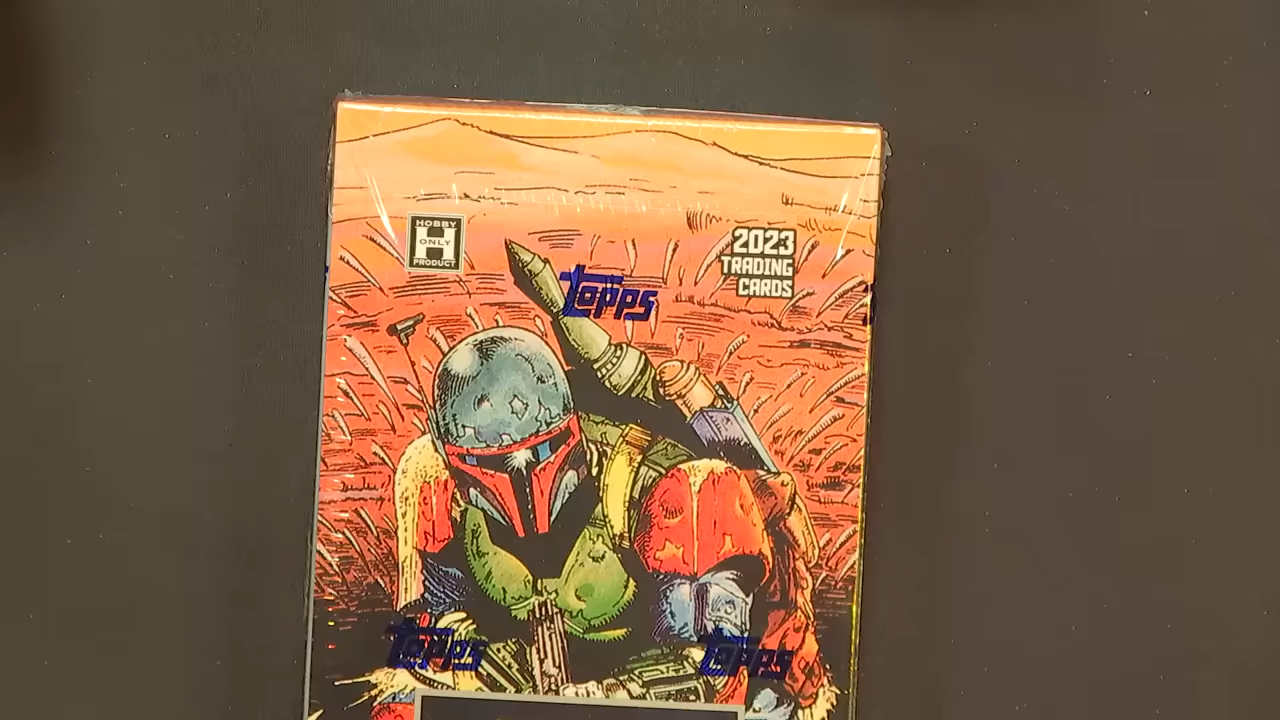 HOBBY
ONLY
H
PRODUCT
2023
TRADING
CARDS
Topps
Topps
Topps